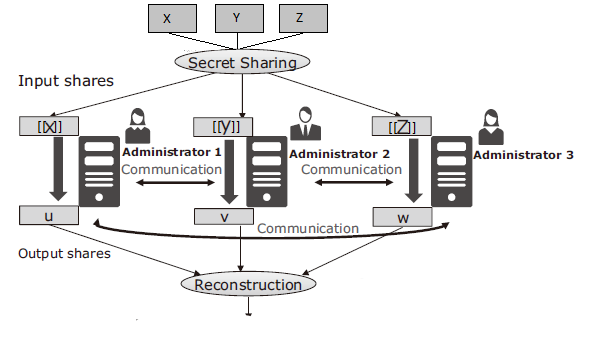 X Y Z
Secret Sharing
Input shares
[[x]] [[y]] [[Z]]
Administrator 1 Administrator 2 Administrator 3
Communication Communication
u v w
Communication
Output shares
Reconstruction